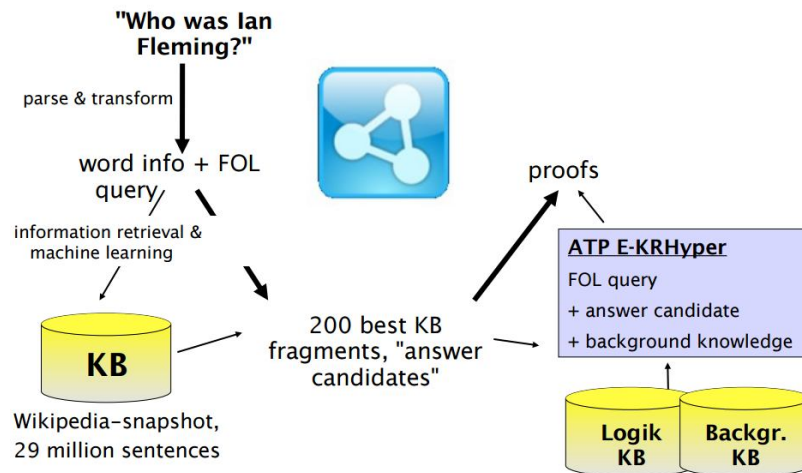 "Who was Ian
Fleming?"
parse & transform
word info + FOL
query
information retrieval &
machine learning
KB
Wikipedia-snapshot,
29 million sentences
200 best KB
fragments, "answer
candidates"
proofs
ATP E-KRHyper
FOL query
+ answer candidate
+ background knowledge
Logik
KB
Backgr.
KB